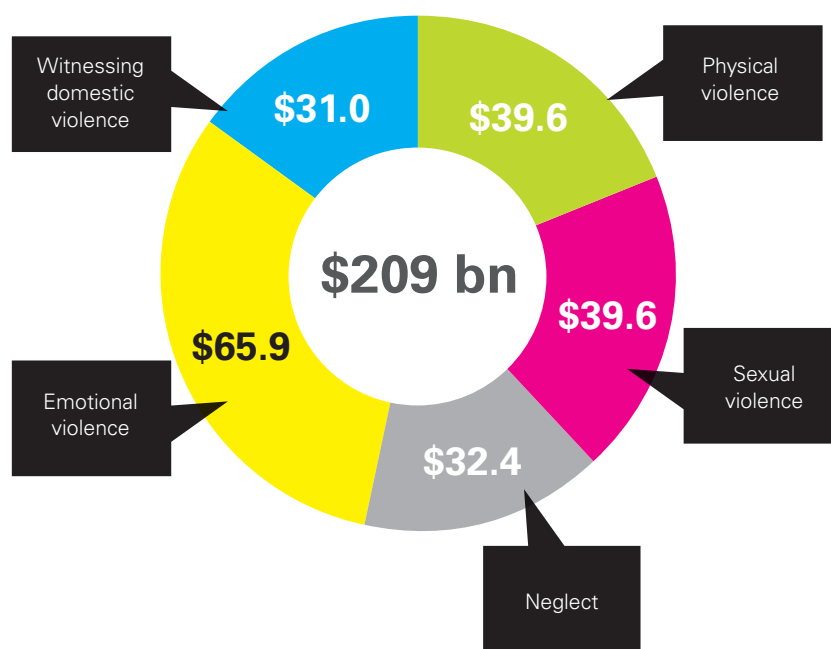 Witnessing
domestic
violence
$31.0
$39.6
Physical
violence
$209 bn
$65.9
$39.6
Emotional
violence
Sexual
violence
$32.4
Neglect